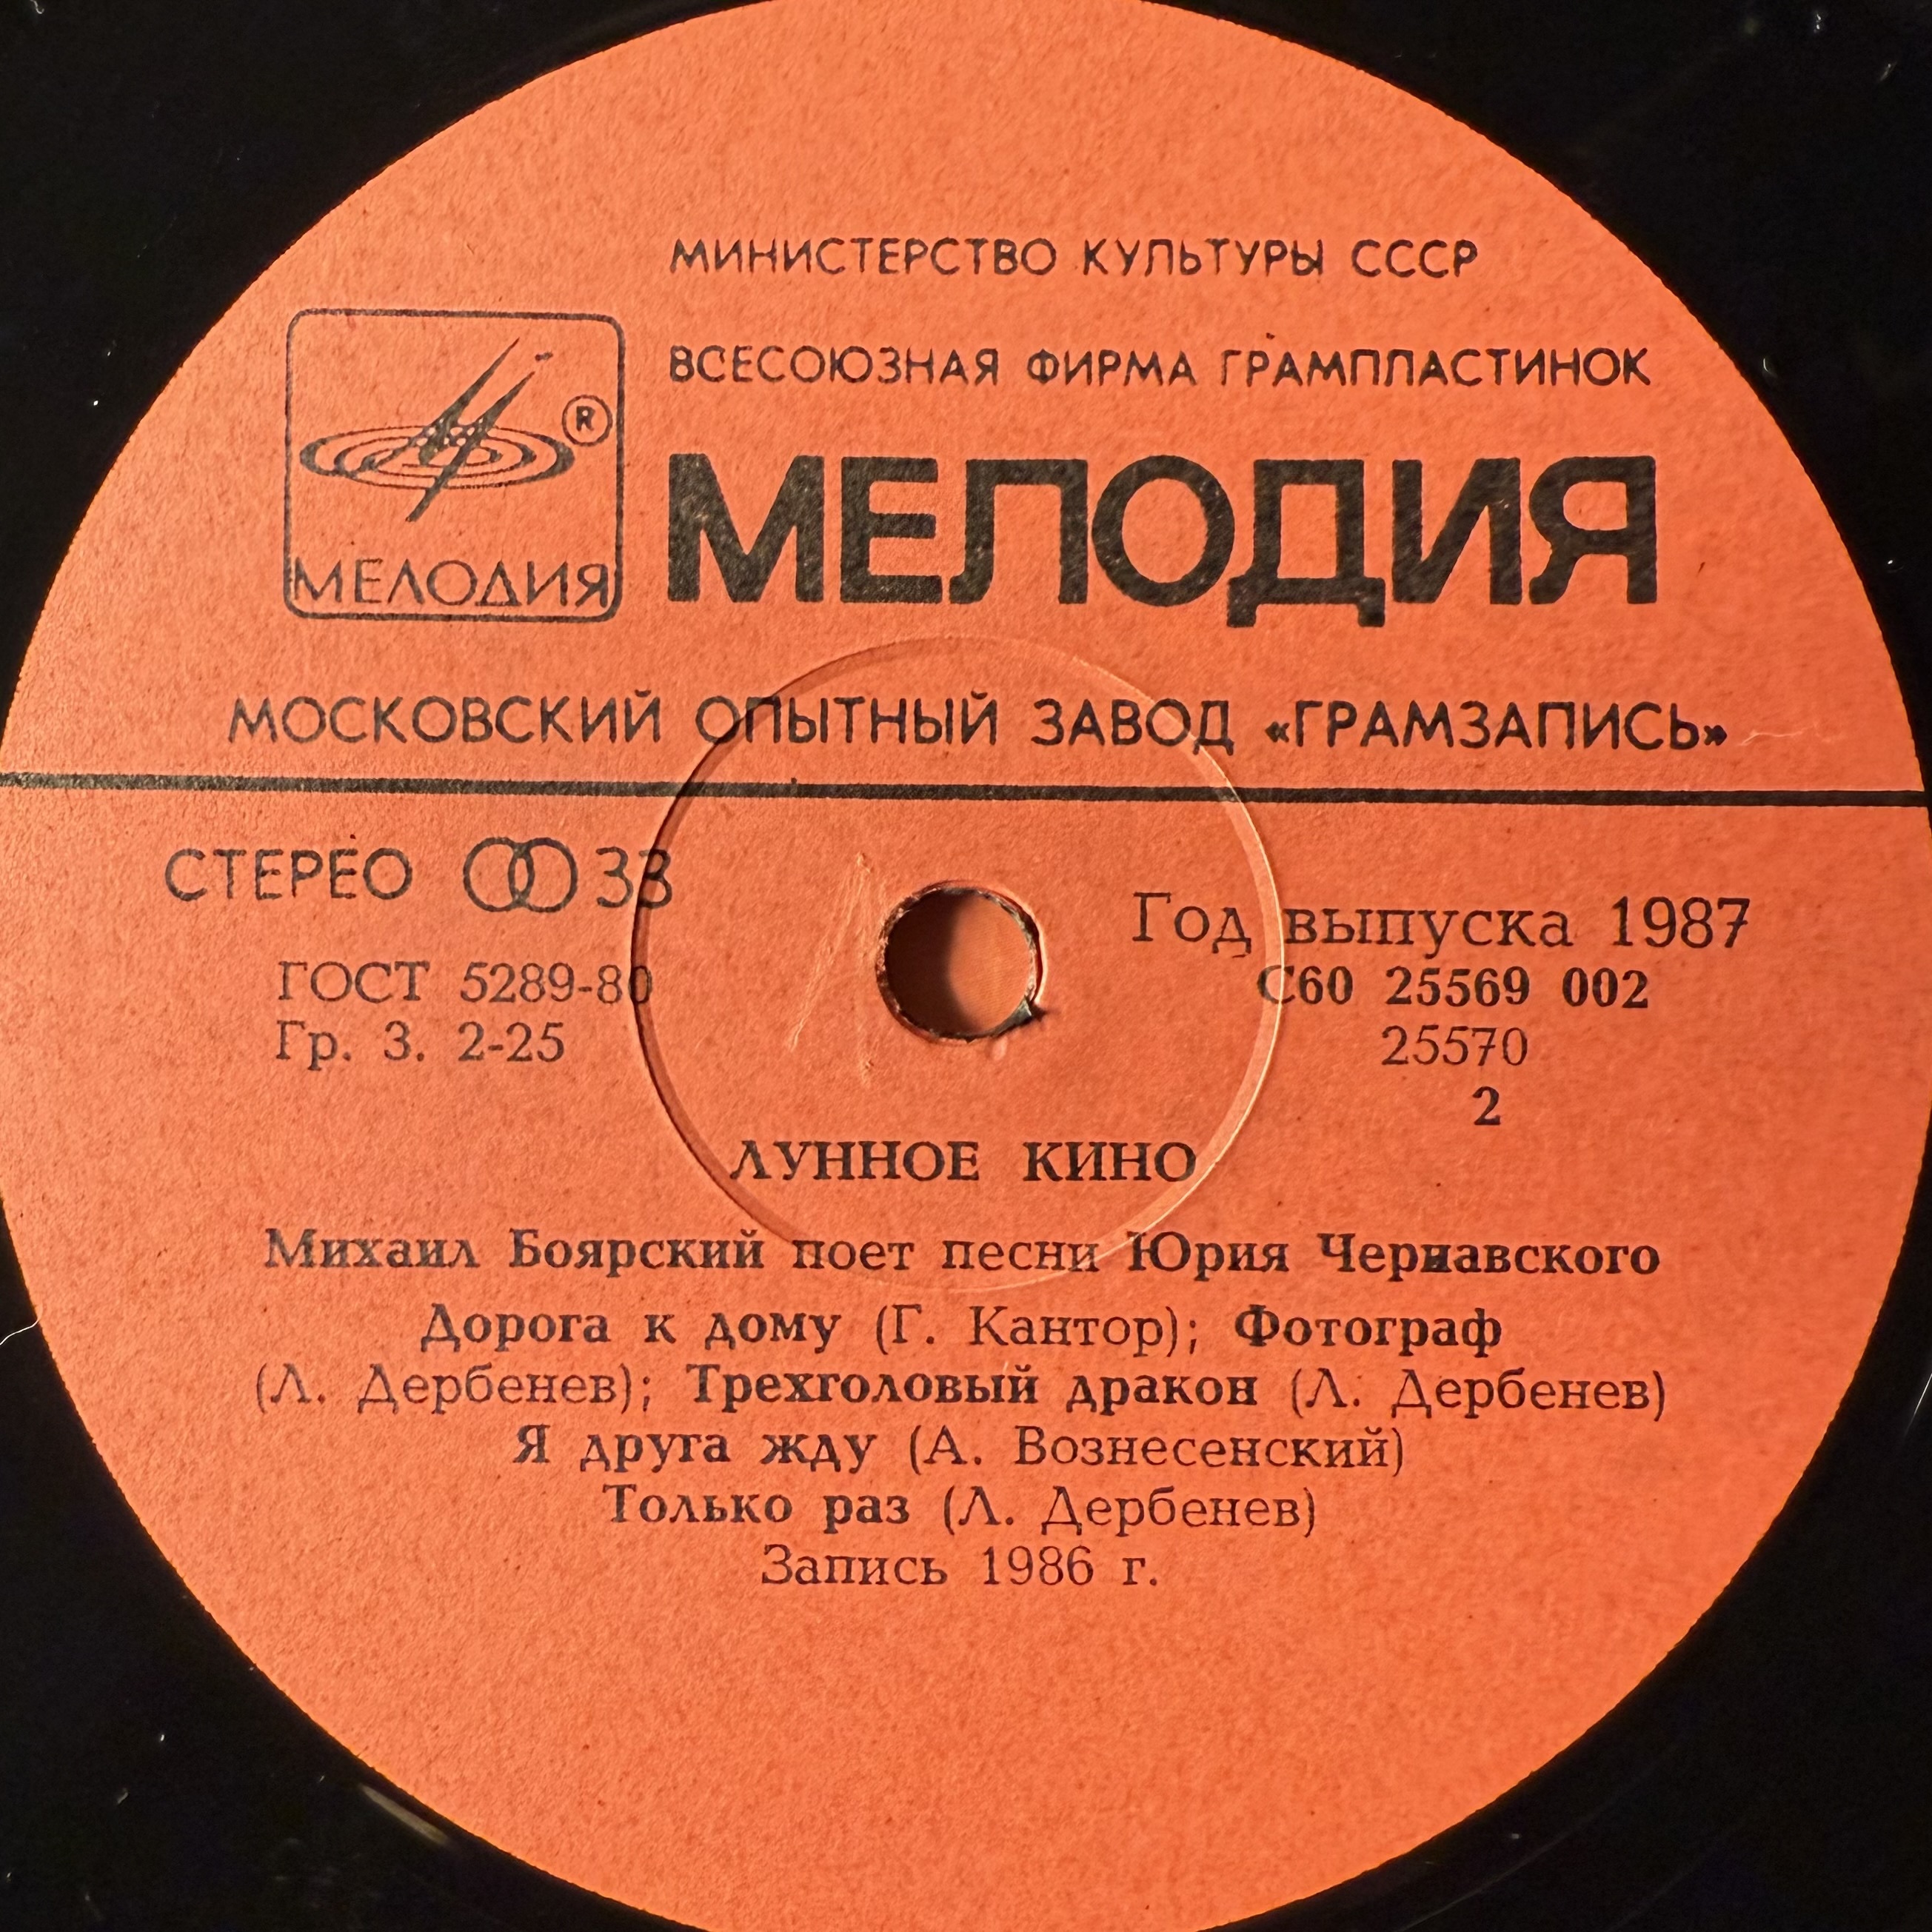 МИНИСТЕРСТВО КУЛЬТУРЫ СССР
ВСЕСОЮЗНАЯ ФИРМА ГРАМПЛАСТИНОК
®
МЕЛОДИЯ
МЕЛОДИЯ
МОСКОВСКИЙ ОПЫТНЫЙ ЗАВОД «ГРАМЗАПИСЬ»
СТЕРЕО 33
Год выпуска 1987
ГОСТ 5289-80
С60 25569 002
Гр. 3. 2-25
25570
2
ЛУННОЕ КИНО
Михаил Боярский поет песни Юрия Чернавского
Дорога к дому (Г. Кантор); Фотограф
(Л. Дербенев); Трехголовый дракон (Л. Дербенев)
Я друга жду (А. Вознесенский)
Только раз (Л. Дербенев)
Запись 1986 г.